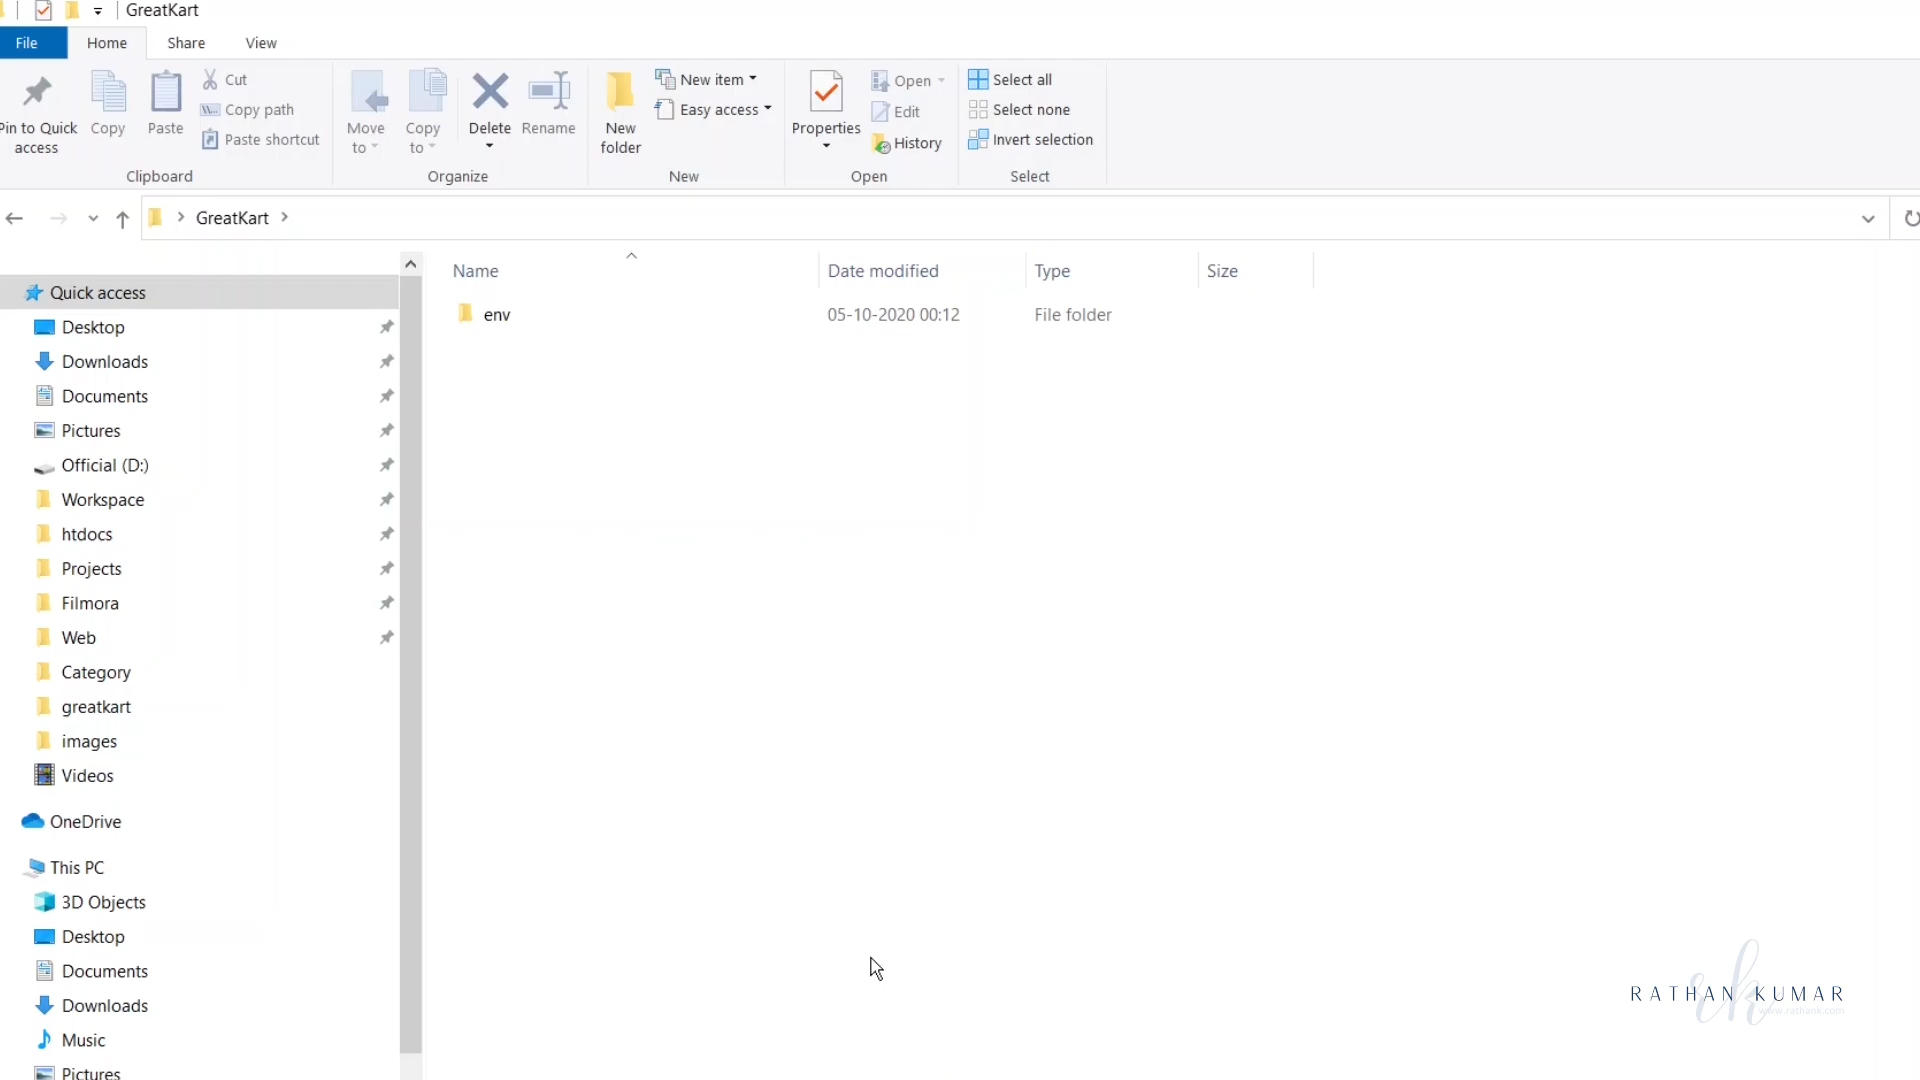 GreatKart
File Home Share View
Pin to Quick access
Copy
Paste
Cut
Copy path
Paste shortcut
Clipboard
Move to
Copy to
Delete
Rename
Organize
New folder
New item
Easy access
New
Properties
Open
Edit
History
Open
Select all
Select none
Invert selection
Select
GreatKart
Name Date modified Type Size
env 05-10-2020 00:12 File folder
Quick access
Desktop
Downloads
Documents
Pictures
Official (D:)
Workspace
htdocs
Projects
Filmora
Web
Category
greatkart
images
Videos
OneDrive
This PC
3D Objects
Desktop
Documents
Downloads
Music
Pictures
RATHAN KUMAR
rk
www.rathank.com